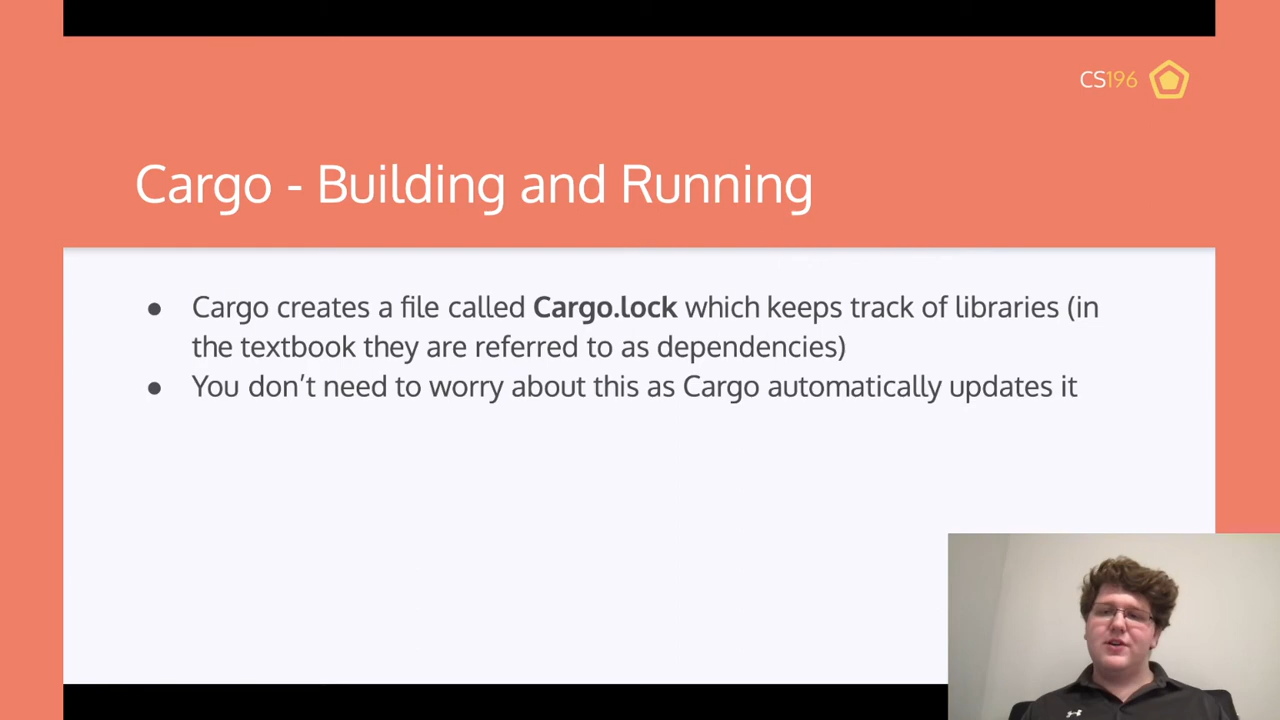 CS196
Cargo - Building and Running
● Cargo creates a file called Cargo.lock which keeps track of libraries (in
the textbook they are referred to as dependencies)
● You don’t need to worry about this as Cargo automatically updates it